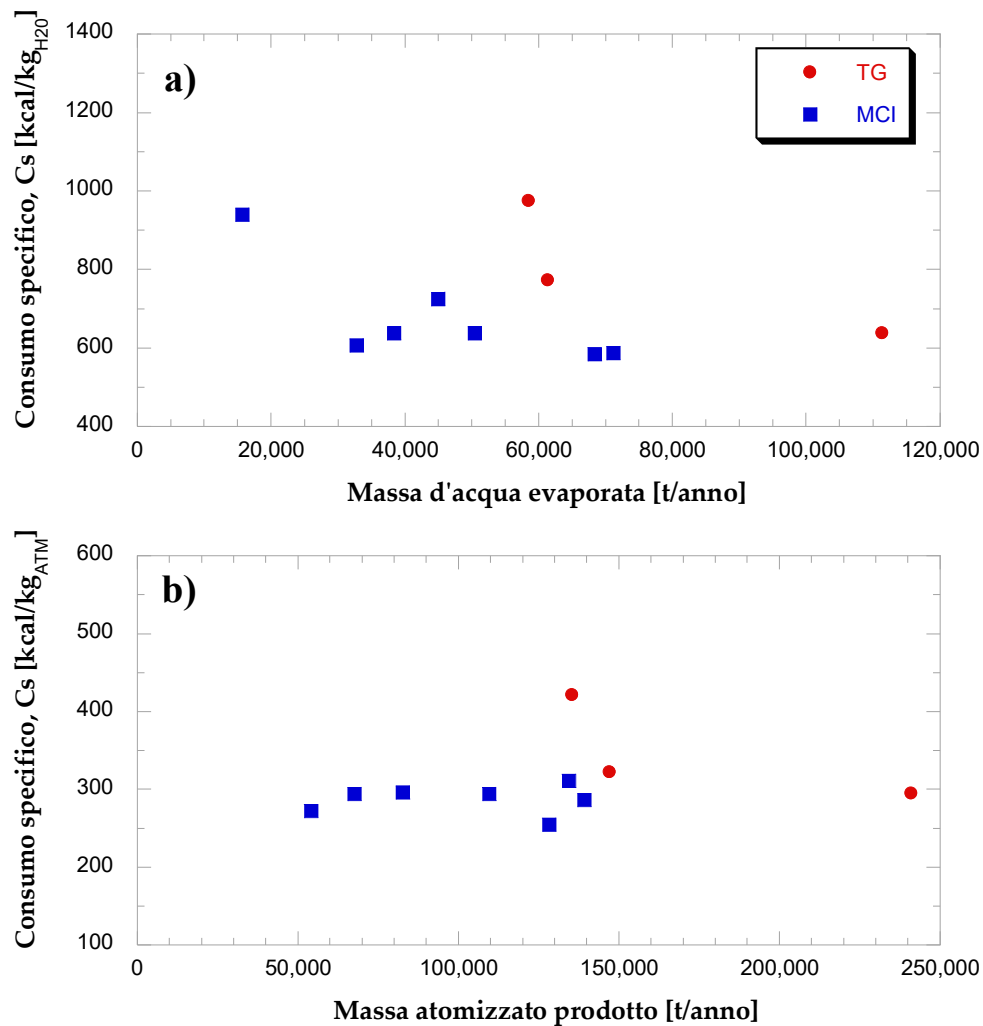 1400
1200
1000
800
600
400
Consumo specifico, Cs [kcal/kg_H20]
a)
TG
MCI
0 20,000 40,000 60,000 80,000 100,000 120,000
Massa d'acqua evaporata [t/anno]
600
500
400
300
200
100
Consumo specifico, Cs [kcal/kg_ATM]
b)
0 50,000 100,000 150,000 200,000 250,000
Massa atomizzato prodotto [t/anno]